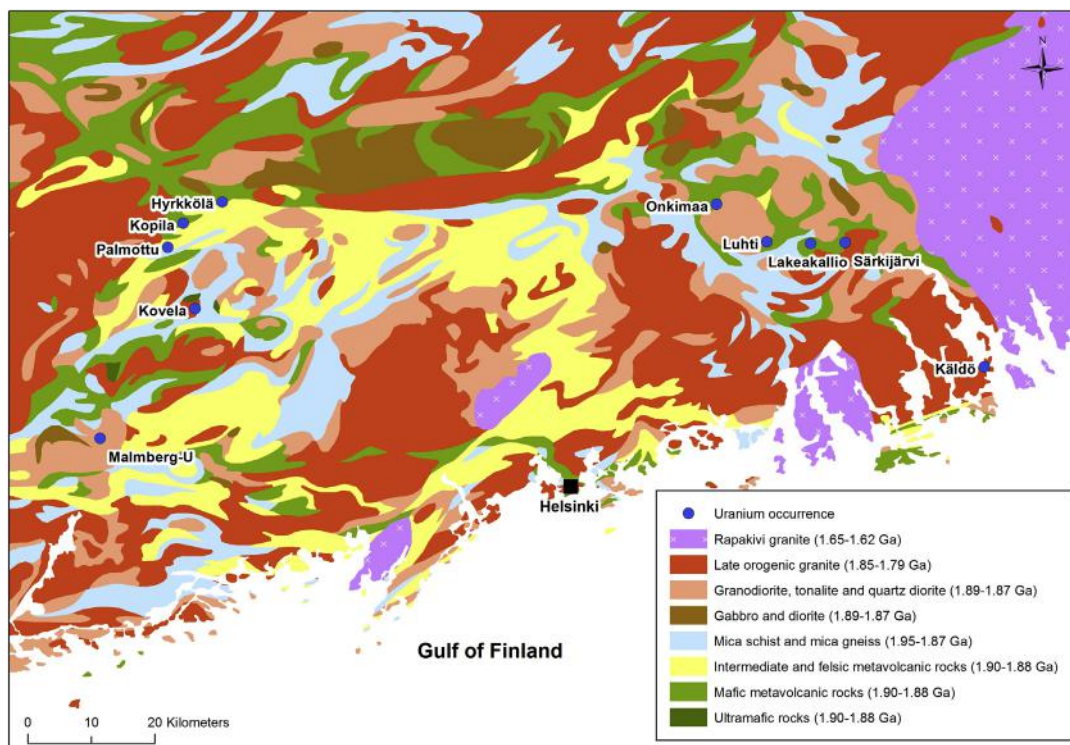 N
Hyrkkölä
Kopila
Palmottu
Onkimaa
Luhti
Lakeakallio
Särkijärvi
Kovela
Käldö
Malmberg-U
Helsinki
Gulf of Finland
Uranium occurrence
Rapakivi granite (1.65-1.62 Ga)
Late orogenic granite (1.85-1.79 Ga)
Granodiorite, tonalite and quartz diorite (1.89-1.87 Ga)
Gabbro and diorite (1.89-1.87 Ga)
Mica schist and mica gneiss (1.95-1.87 Ga)
Intermediate and felsic metavolcanic rocks (1.90-1.88 Ga)
Mafic metavolcanic rocks (1.90-1.88 Ga)
Ultramafic rocks (1.90-1.88 Ga)
0 10 20 Kilometers